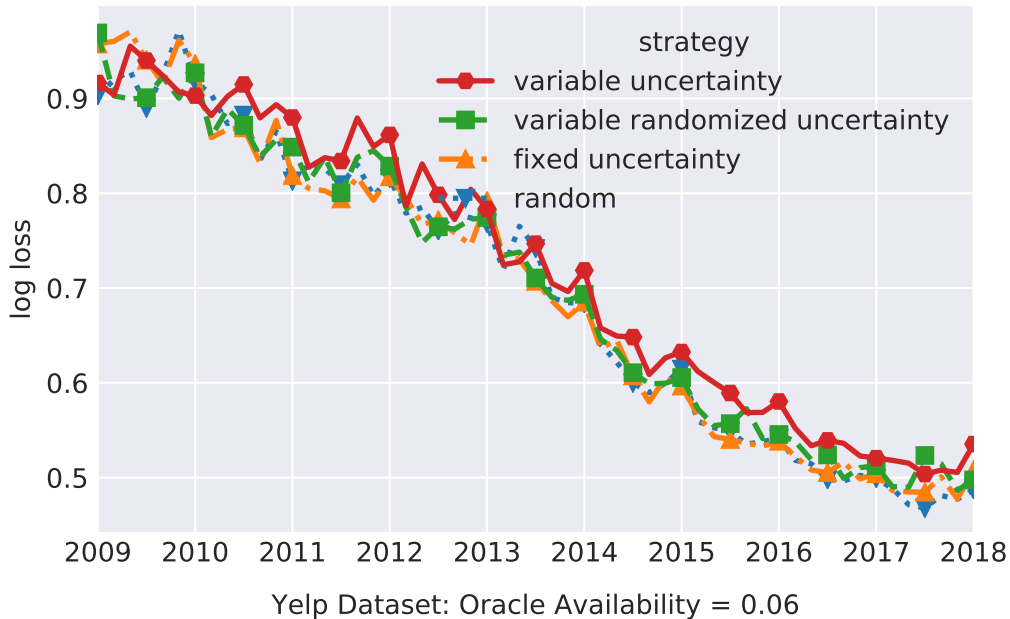 strategy
variable uncertainty
variable randomized uncertainty
fixed uncertainty
random
log loss
0.9
0.8
0.7
0.6
0.5
2009 2010 2011 2012 2013 2014 2015 2016 2017 2018
Yelp Dataset: Oracle Availability = 0.06